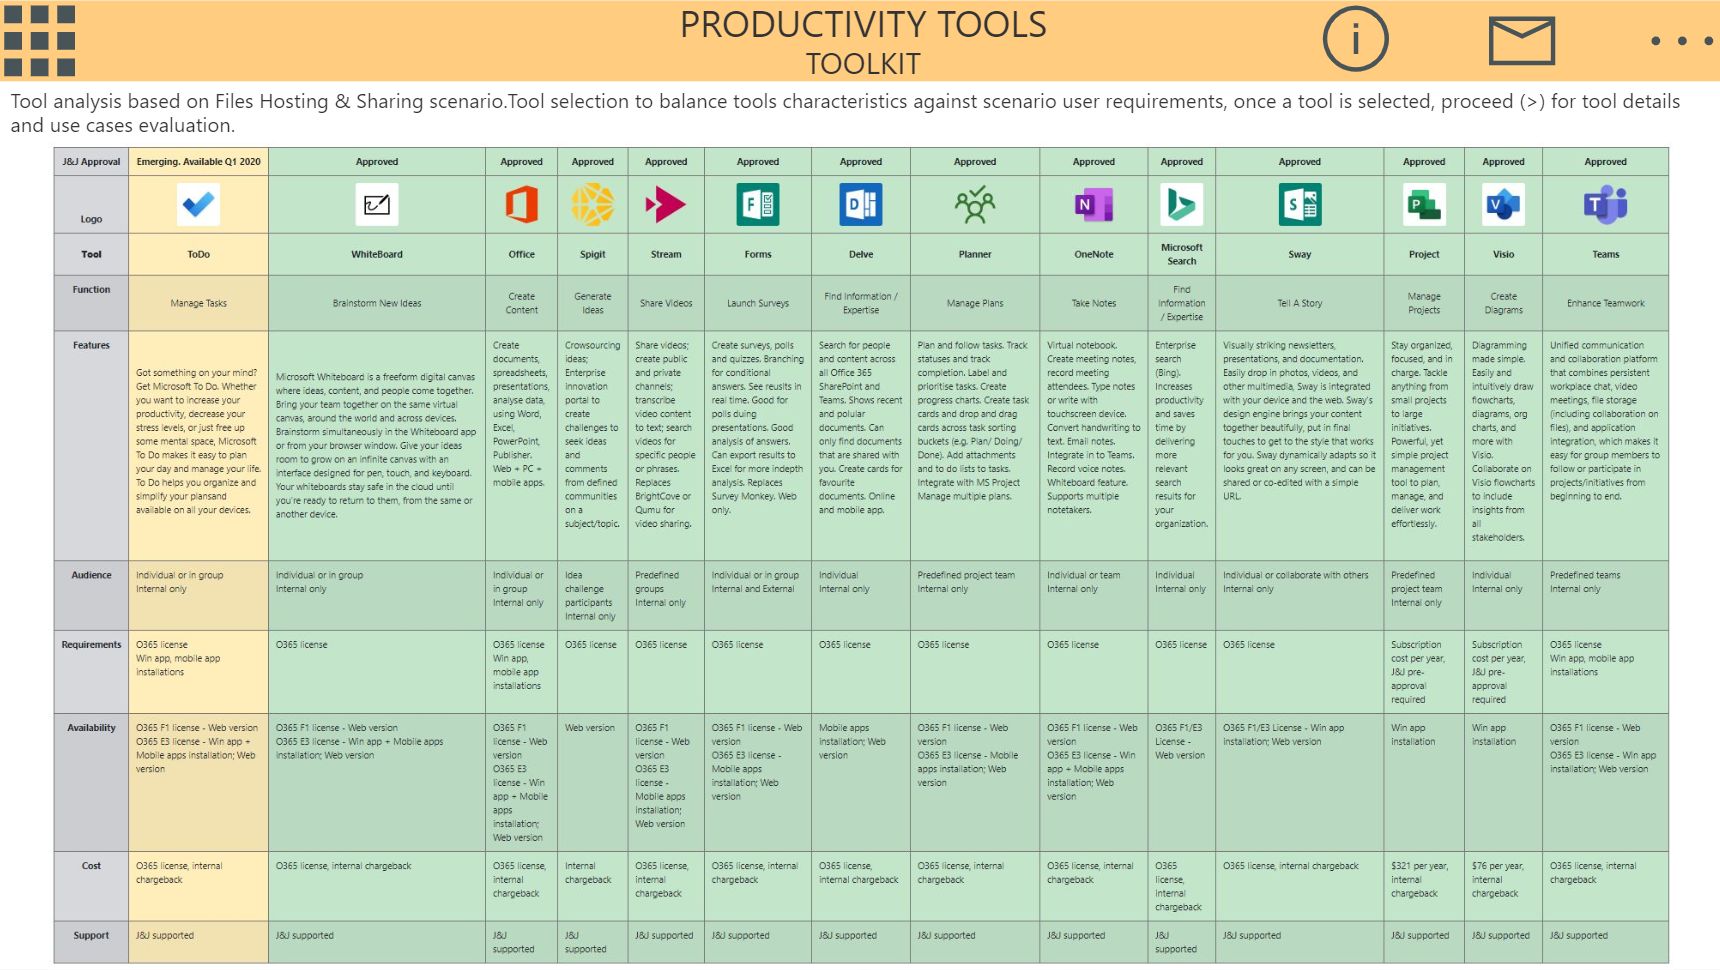 PRODUCTIVITY TOOLS
TOOLKIT
Tool analysis based on Files Hosting & Sharing scenario.Tool selection to balance tools characteristics against scenario user requirements, once a tool is selected, proceed (>) for tool details
and use cases evaluation.
J&J Approval
Emerging. Available Q1 2020
Approved
Approved
Approved
Approved
Approved
Approved
Approved
Approved
Approved
Approved
Approved
Approved
Approved
Logo
F
D
N
S
P
V
T
Tool
ToDo
WhiteBoard
Office
Spigit
Stream
Forms
Delve
Planner
OneNote
Microsoft
Search
Sway
Project
Visio
Teams
Function
Manage Tasks
Brainstorm New Ideas
Create
Content
Generate
Ideas
Share Videos
Launch Surveys
Find Information /
Expertise
Manage Plans
Take Notes
Find
Information
/ Expertise
Tell A Story
Manage
Projects
Create
Diagrams
Enhance Teamwork
Features
Got something on your mind?
Get Microsoft To Do. Whether
you want to increase your
productivity, decrease your
stress levels, or just free up
some mental space, Microsoft
To Do makes it easy to plan
your day and manage your life.
To Do helps you organize and
simplify your plansand
available on all your devices.
Microsoft Whiteboard is a freeform digital canvas
where ideas, content, and people come together.
Bring your team together on the same virtual
canvas, around the world and across devices.
Brainstorm simultaneously in the Whiteboard app
or from your browser window. Give your ideas
room to grow on an infinite canvas with an
interface designed for pen, touch, and keyboard.
Your whiteboards stay safe in the cloud until
you're ready to return to them, from the same or
another device.
Create
documents,
spreadsheets,
presentations,
analyse data,
using Word,
Excel,
PowerPoint,
Publisher.
Web + PC +
mobile apps.
Crowsourcing
ideas;
Enterprise
innovation
portal to
create
challenges to
seek ideas
and
comments
from defined
communities
on a
subject/topic.
Share videos;
create public
and private
channels;
transcribe
video content
to text; search
videos for
specific people
or phrases.
Replaces
BrightCove or
Qumu for
video sharing.
Create surveys, polls
and quizzes. Branching
for conditional
answers. See reusits in
real time. Good for
polls duing
presentations. Good
analysis of answers.
Can export results to
Excel for more indepth
analysis. Replaces
Survey Monkey. Web
only.
Search for people
and content across
all Office 365
SharePoint and
Teams. Shows recent
and polular
documents. Can
only find documents
that are shared with
you. Create cards for
favourite
documents. Online
and mobile app.
Plan and follow tasks. Track
statuses and track
completion. Label and
prioritise tasks. Create
progress charts. Create task
cards and drop and drag
cards across task sorting
buckets (e.g. Plan/ Doing/
Done). Add attachments
and to do lists to tasks.
Integrate with MS Project
Manage multiple plans.
Virtual notebook.
Create meeting notes,
record meeting
attendees. Type notes
or write with
touchscreen device.
Convert handwriting to
text. Email notes.
Integrate in to Teams.
Record voice notes.
Whiteboard feature.
Supports multiple
notetakers.
Enterprise
search
(Bing).
Increases
productivity
and saves
time by
delivering
more
relevant
search
results for
your
organization.
Visually striking newsletters,
presentations, and documentation.
Easily drop in photos, videos, and
other multimedia, Sway is integrated
with your device and the web. Sway's
design engine brings your content
together beautifully, put in final
touches to get to the style that works
for you. Sway dynamically adapts so it
looks great on any screen, and can be
shared or co-edited with a simple
URL.
Stay organized,
focused, and in
charge. Tackle
anything from
small projects
to large
initiatives.
Powerful, yet
simple project
management
tool to plan,
manage, and
deliver work
effortlessly.
Diagramming
made simple.
Easily and
intuitively draw
flowcharts,
diagrams, org
charts, and
more with
Visio.
Collaborate on
Visio flowcharts
to include
insights from
all
stakeholders.
Unified communication
and collaboration platform
that combines persistent
workplace chat, video
meetings, file storage
(including collaboration on
files), and application
integration, which makes it
easy for group members to
follow or participate in
projects/initiatives from
beginning to end.
Audience
Individual or in group
Internal only
Individual or in group
Internal only
Individual or
in group
Internal only
Idea
challenge
participants
Internal only
Predefined
groups
Internal only
Individual or in group
Internal and External
Individual
Internal only
Predefined project team
Internal only
Individual or team
Internal only
Individual
Internal only
Individual or collaborate with others
Internal only
Predefined
project team
Internal only
Individual
Internal only
Predefined teams
Internal only
Requirements
O365 license
Win app, mobile app
installations
O365 license
O365 license
Win app,
mobile app
installations
O365 license
O365 license
O365 license
O365 license
O365 license
O365 license
O365 license
O365 license
Subscription
cost per year,
J&J pre-
approval
required
Subscription
cost per year,
J&J pre-
approval
required
O365 license
Win app, mobile app
installations
Availability
O365 F1 license - Web version
O365 E3 license - Win app +
Mobile apps installation; Web
version
O365 F1 license - Web version
O365 E3 license - Win app + Mobile apps
installation; Web version
O365 F1
license - Web
version
O365 E3
license - Win
app + Mobile
apps
installation;
Web version
Web version
O365 F1
license - Web
version
O365 E3
license -
Mobile apps
installation;
Web version
O365 F1 license - Web
version
O365 E3 license -
Mobile apps
installation; Web
version
Mobile apps
installation; Web
version
O365 F1 license - Web
version
O365 E3 license - Mobile
apps installation; Web
version
O365 F1 license - Web
version
O365 E3 license - Win
app + Mobile apps
installation; Web
version
O365 F1/E3
License -
Web version
O365 F1/E3 License - Win app
installation; Web version
Win app
installation
Win app
installation
O365 F1 license - Web
version
O365 E3 license - Win app
installation; Web version
Cost
O365 license, internal
chargeback
O365 license, internal chargeback
O365 license,
internal
chargeback
Internal
chargeback
O365 license,
internal
chargeback
O365 license, internal
chargeback
O365 license,
internal chargeback
O365 license, internal
chargeback
O365 license, internal
chargeback
O365
license,
internal
chargeback
O365 license, internal chargeback
$321 per year,
internal
chargeback
$76 per year,
internal
chargeback
O365 license, internal
chargeback
Support
J&J supported
J&J supported
J&J
supported
J&J
supported
J&J supported
J&J supported
J&J supported
J&J supported
J&J supported
J&J
supported
J&J supported
J&J supported
J&J supported
J&J supported